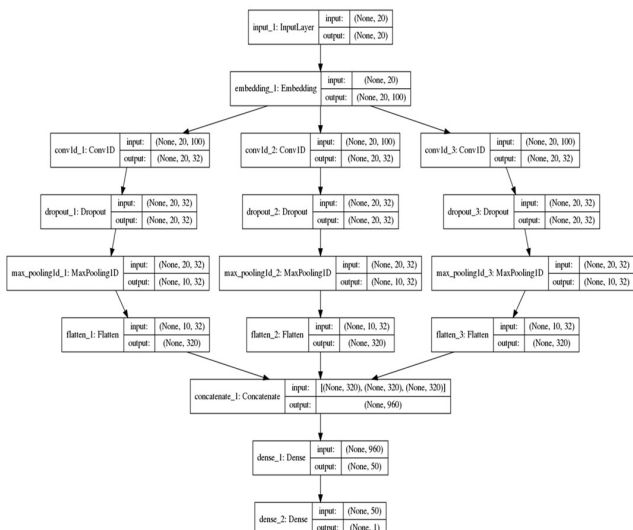 input_1: InputLayer
input: (None, 20)
output: (None, 20)
embedding_1: Embedding
input: (None, 20)
output: (None, 20, 100)
conv1d_1: Conv1D
input: (None, 20, 100)
output: (None, 20, 32)
conv1d_2: Conv1D
input: (None, 20, 100)
output: (None, 20, 32)
conv1d_3: Conv1D
input: (None, 20, 100)
output: (None, 20, 32)
dropout_1: Dropout
input: (None, 20, 32)
output: (None, 20, 32)
dropout_2: Dropout
input: (None, 20, 32)
output: (None, 20, 32)
dropout_3: Dropout
input: (None, 20, 32)
output: (None, 20, 32)
max_pooling1d_1: MaxPooling1D
input: (None, 20, 32)
output: (None, 10, 32)
max_pooling1d_2: MaxPooling1D
input: (None, 20, 32)
output: (None, 10, 32)
max_pooling1d_3: MaxPooling1D
input: (None, 20, 32)
output: (None, 10, 32)
flatten_1: Flatten
input: (None, 10, 32)
output: (None, 320)
flatten_2: Flatten
input: (None, 10, 32)
output: (None, 320)
flatten_3: Flatten
input: (None, 10, 32)
output: (None, 320)
concatenate_1: Concatenate
input: [(None, 320), (None, 320), (None, 320)]
output: (None, 960)
dense_1: Dense
input: (None, 960)
output: (None, 50)
dense_2: Dense
input: (None, 50)
output: (None, 1)